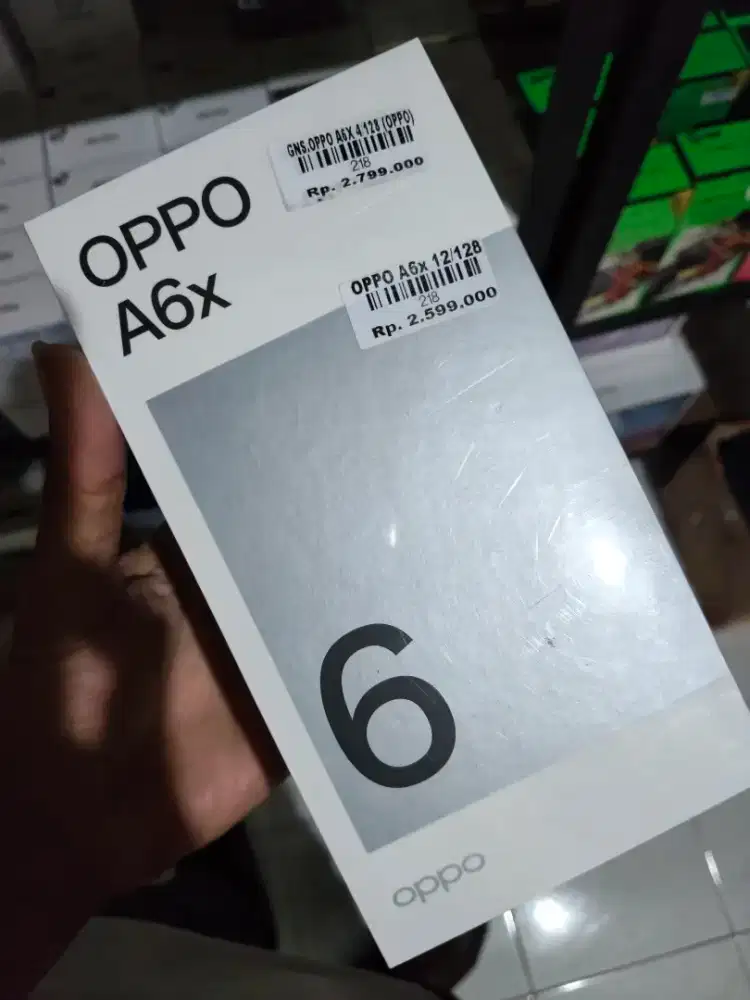 OPPO
A6x
GNS.OPPO A6X 4/128 (OPPO)
218
Rp. 2.799.000
OPPO A6x 12/128
218
Rp. 2.599.000
6
oppo